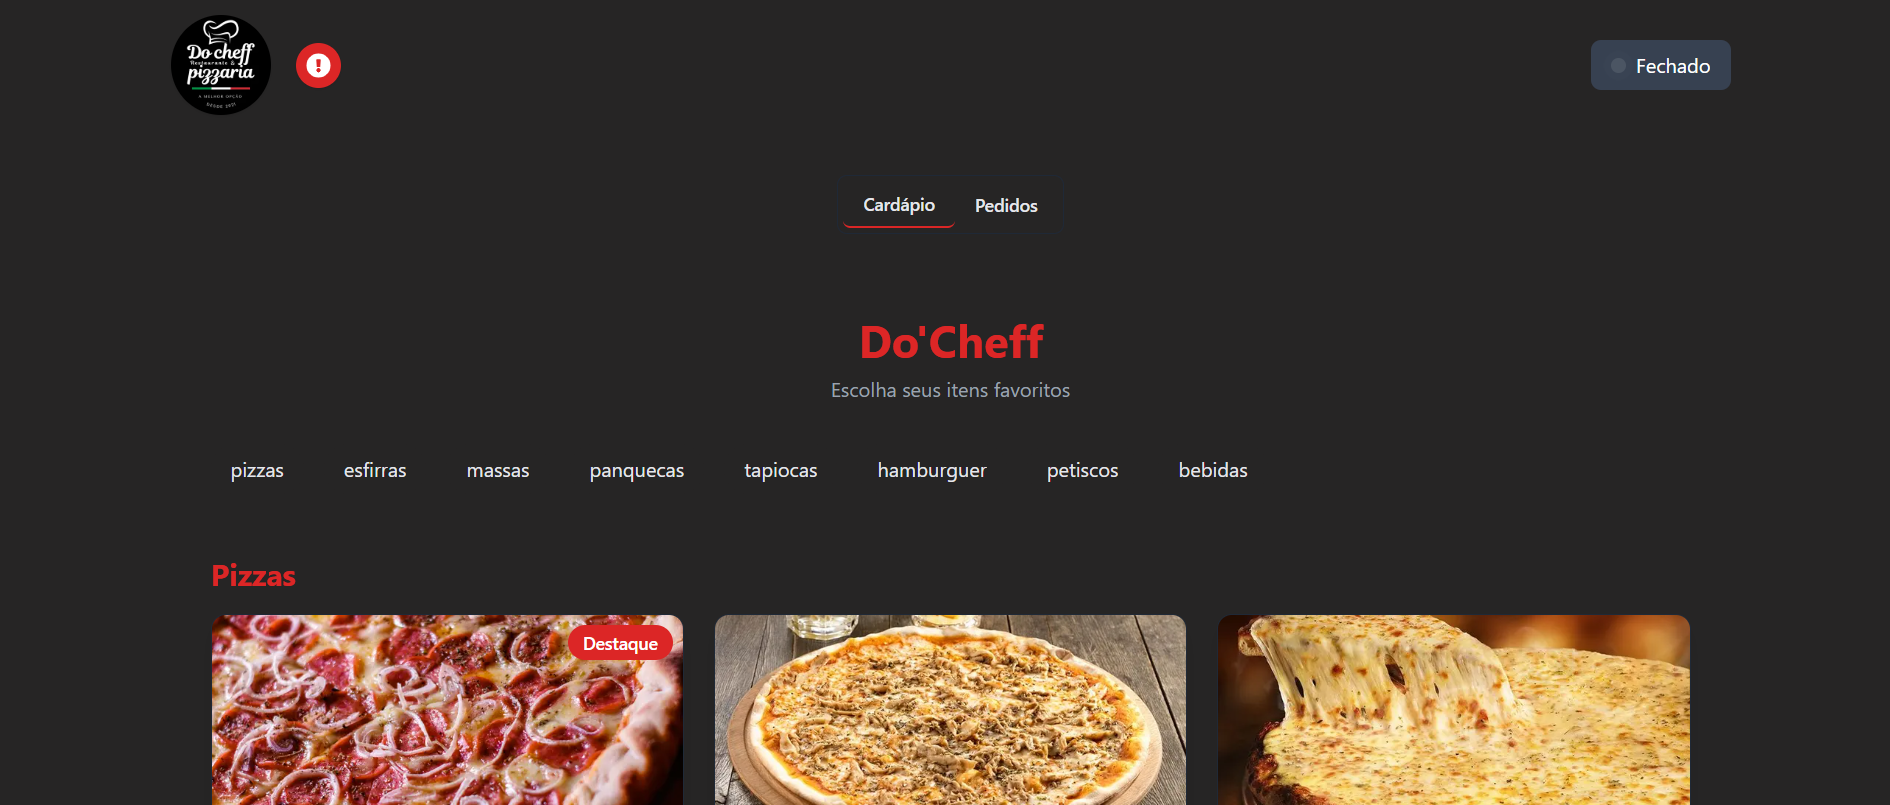 Do cheff
Restaurante &
pizzaria
A MELHOR OPÇÃO
DESDE 2021
Fechado
Cardápio
Pedidos
Do'Cheff
Escolha seus itens favoritos
pizzas esfirras massas panquecas tapiocas hamburguer petiscos bebidas
Pizzas
Destaque